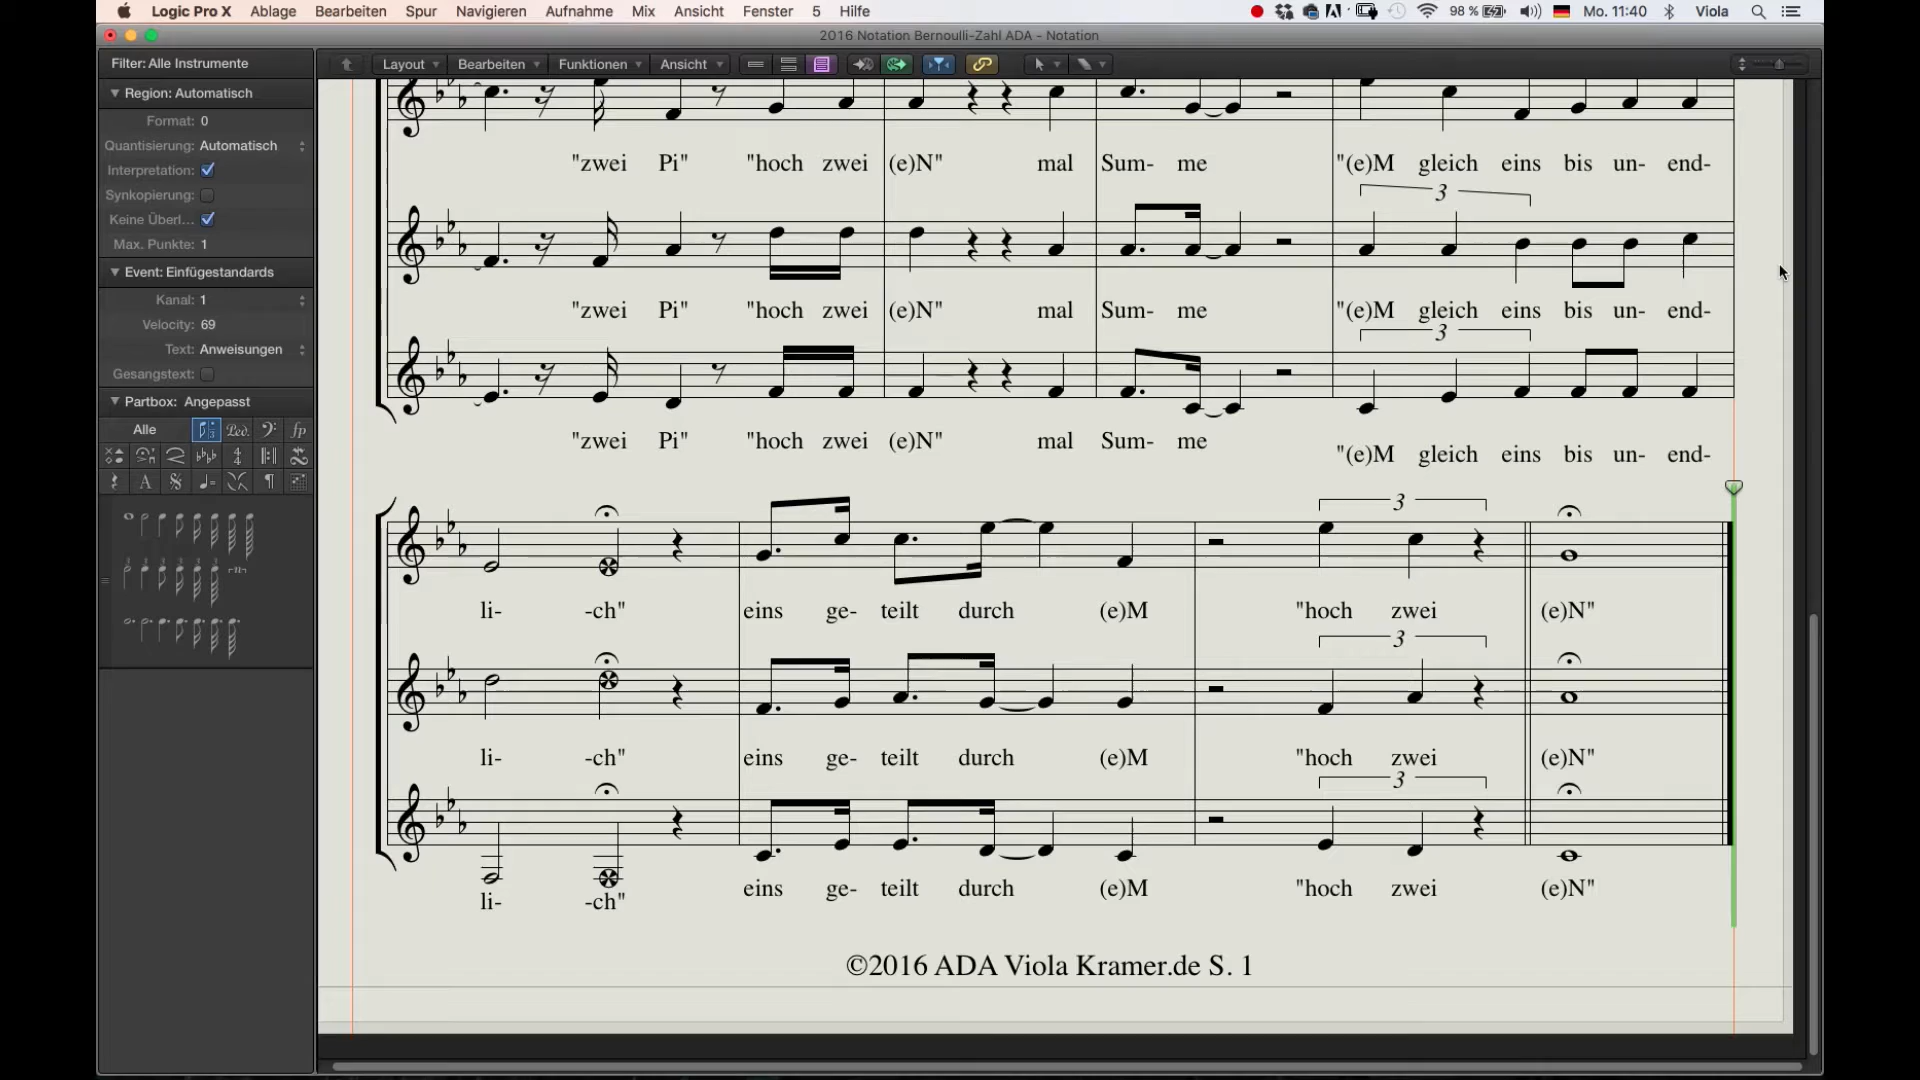 Logic Pro X Ablage Bearbeiten Spur Navigieren Aufnahme Mix Ansicht Fenster 5 Hilfe 98 % Mo. 11:40 Viola
2016 Notation Bernoulli-Zahl ADA - Notation
Filter: Alle Instrumente
Layout Bearbeiten Funktionen Ansicht
Region: Automatisch
Format: 0
Quantisierung: Automatisch
Interpretation:
Synkopierung:
Keine Überl...
Max. Punkte: 1
Event: Einfügestandards
Kanal: 1
Velocity: 69
Text: Anweisungen
Gesangstext:
Partbox: Angepasst
Alle
"zwei Pi" "hoch zwei (e)N" mal Sum- me "(e)M gleich eins bis un- end-
3
"zwei Pi" "hoch zwei (e)N" mal Sum- me "(e)M gleich eins bis un- end-
3
"zwei Pi" "hoch zwei (e)N" mal Sum- me "(e)M gleich eins bis un- end-
3
li- -ch" eins ge- teilt durch (e)M "hoch zwei (e)N"
3
li- -ch" eins ge- teilt durch (e)M "hoch zwei (e)N"
3
li- -ch" eins ge- teilt durch (e)M "hoch zwei (e)N"
©2016 ADA Viola Kramer.de S. 1